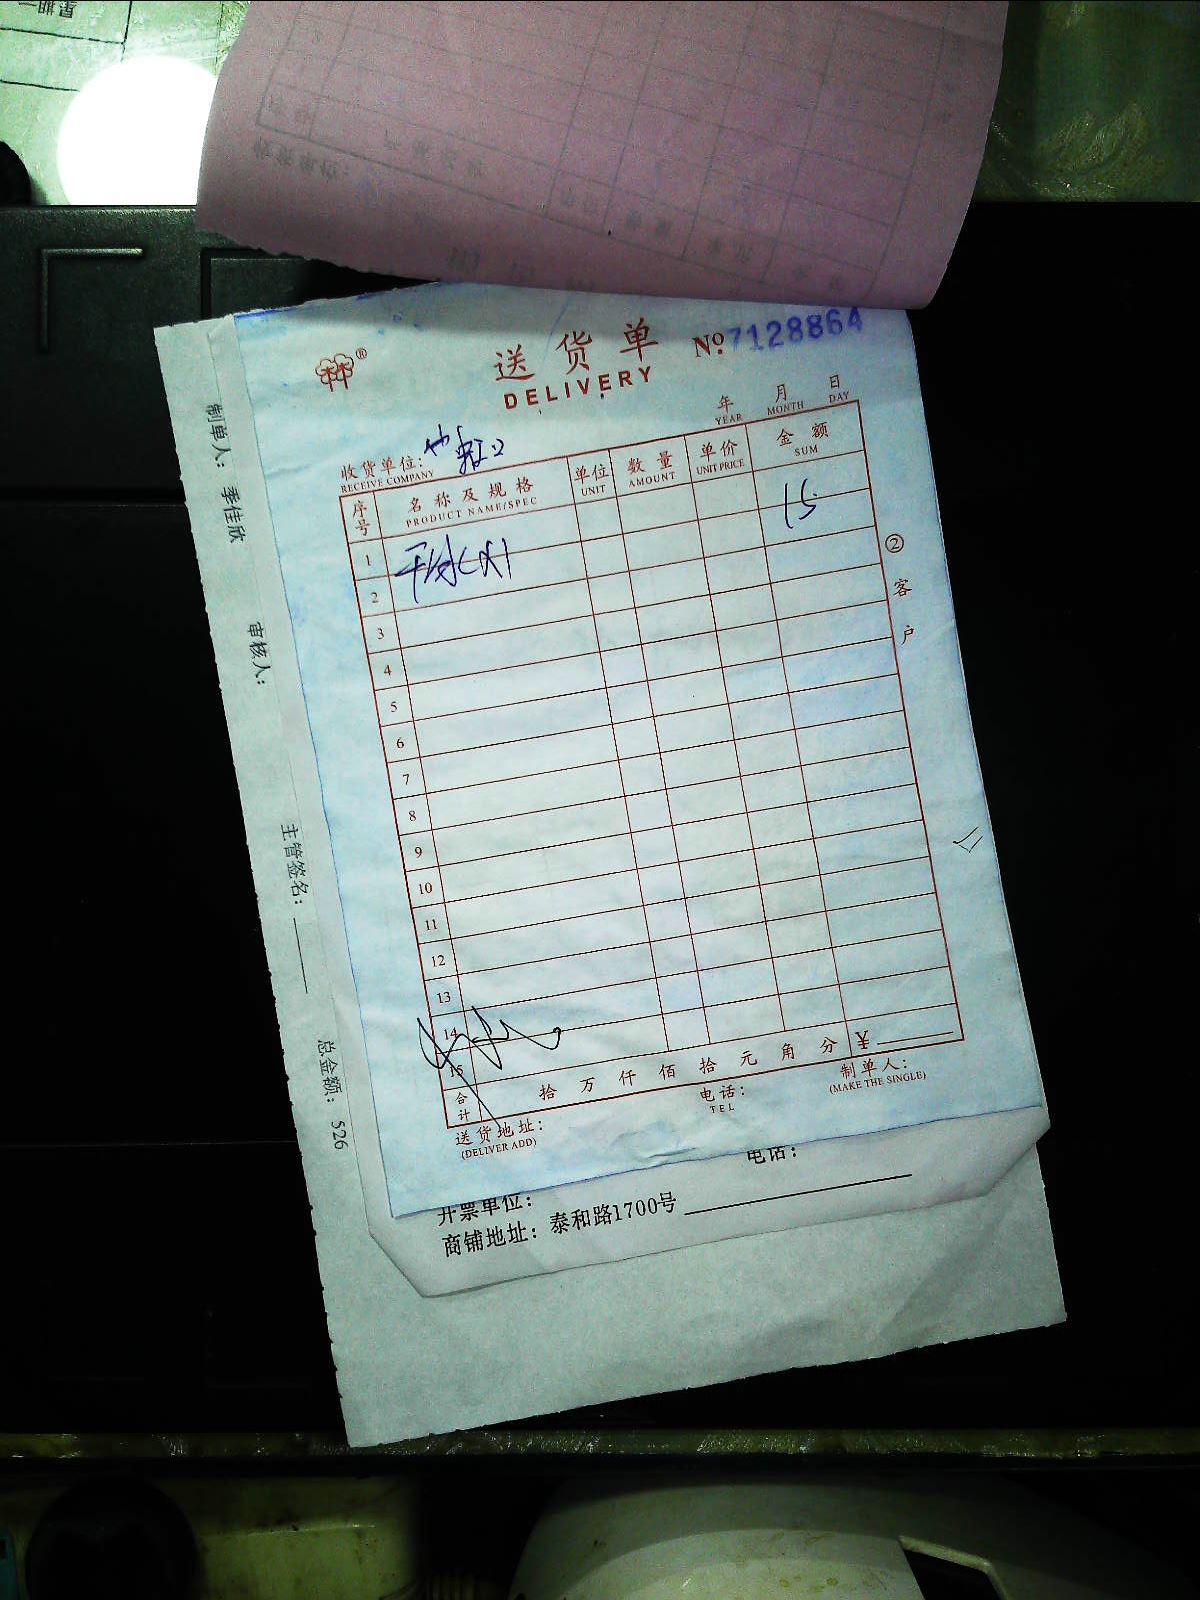 星期一
送货单
DELIVERY
No. 7128864
年 月 日
YEAR MONTH DAY
收货单位:
RECEIVE COMPANY
序号 名称及规格 单位 数量 单价 金额
PRODUCT NAME/SPEC UNIT AMOUNT UNIT PRICE SUM
1 15
2
3
4
5
6
7
8
9
10
11
12
13
14
15
合计 拾 万 仟 佰 拾 元 角 分 ¥
送货地址: 电话: 制单人:
(DELIVER ADD) TEL (MAKE THE SINGLE)
②客户
制单人: 季佳欣 审核人: 主管签名: 总金额: 526
开票单位: 电话:
商铺地址: 泰和路1700号